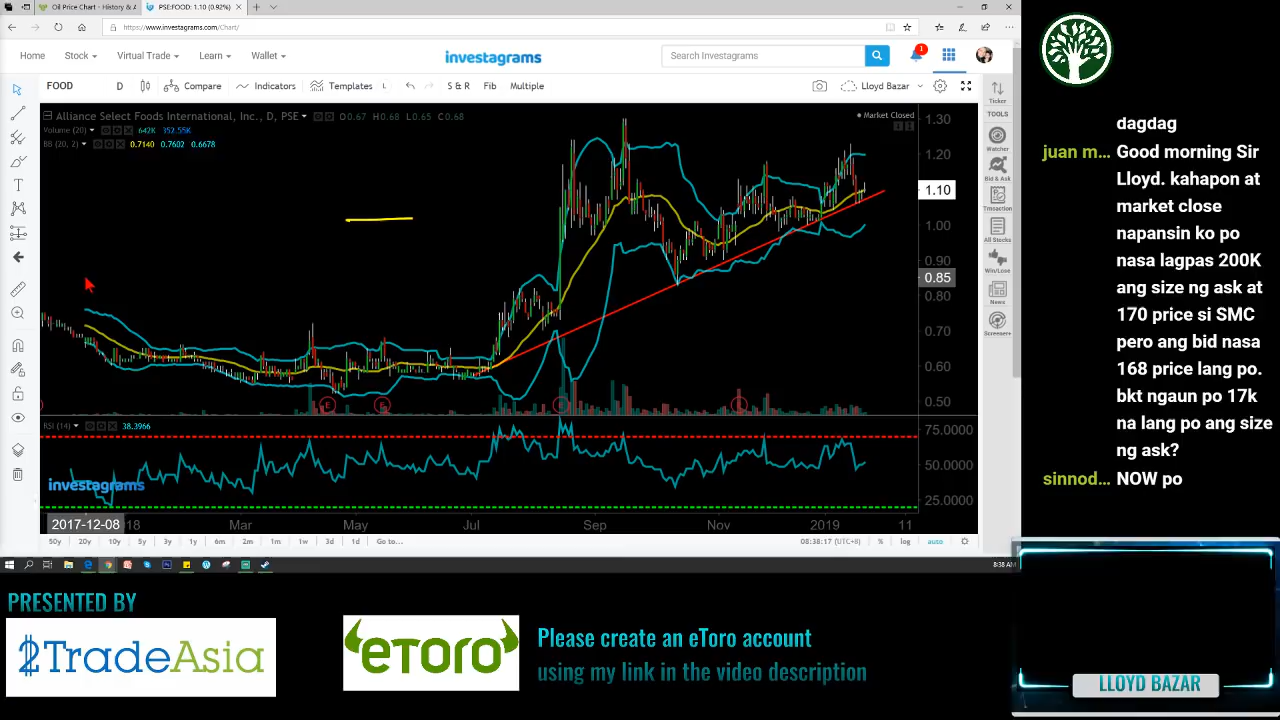 Oil Price Chart - History & A
PSE:FOOD: 1.10 (0.92%)
https://www.investagrams.com/Chart/
Home
Stock
Virtual Trade
Learn
Wallet
investagrams
Search Investagrams
1
FOOD
D
Compare
Indicators
Templates
L
S & R
Fib
Multiple
Lloyd Bazar
Alliance Select Foods International, Inc., D, PSE
O0.67 H0.68 L0.65 C0.68
Market Closed
Volume (20)
642K 352.55K
BB (20, 2)
0.7140 0.7602 0.6678
1.30
1.20
1.10
1.00
0.90
0.85
0.80
0.70
0.60
0.50
E
E
RSI (14)
38.3966
75.0000
50.0000
25.0000
investagrams
2017-12-08
18
Mar
May
Jul
Sep
Nov
2019
11
50y
20y
10y
5y
3y
1y
6m
2m
1m
1w
3d
1d
Go to...
08:38:17 (UTC+8)
%
log
auto
Ticker
TOOLS
Watcher
Bid & Ask
All Stocks
Win/Lose
News
Screener
8:38 AM
dagdag
juan m... Good morning Sir
Lloyd. kahapon at
market close
napansin ko po
nasa lagpas 200K
ang size ng ask at
170 price si SMC
pero ang bid nasa
168 price lang po.
bkt ngaun po 17k
na lang po ang size
ng ask?
sinnod... NOW po
PRESENTED BY
2TradeAsia
eToro
Please create an eToro account
using my link in the video description
LLOYD BAZAR